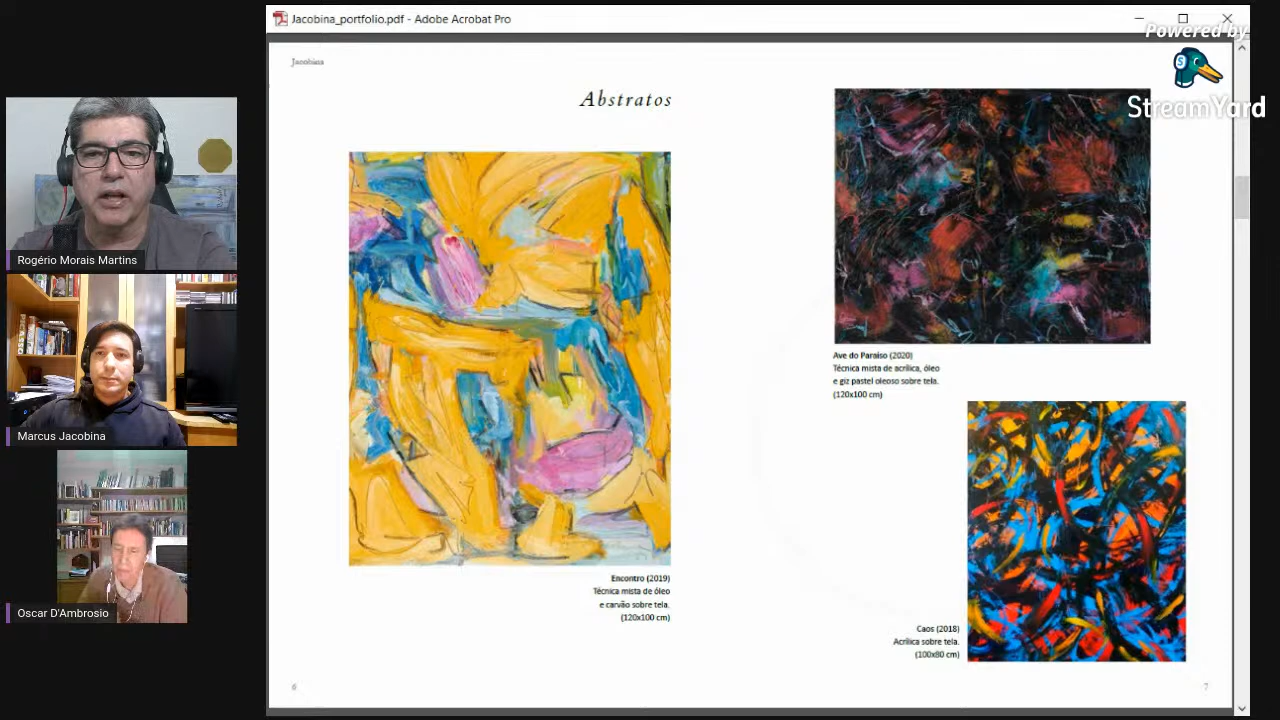 Jacobina_portfolio.pdf - Adobe Acrobat Pro
Powered by
StreamYard
Jacobina
Abstratos
Rogério Morais Martins
Marcus Jacobina
Oscar D'Ambrosio
Encontro (2019)
Técnica mista de óleo
e carvão sobre tela.
(120x100 cm)
Ave do Paraíso (2020)
Técnica mista de acrílica, óleo
e giz pastel oleoso sobre tela.
(120x100 cm)
Caos (2018)
Acrílica sobre tela.
(100x80 cm)
6
7